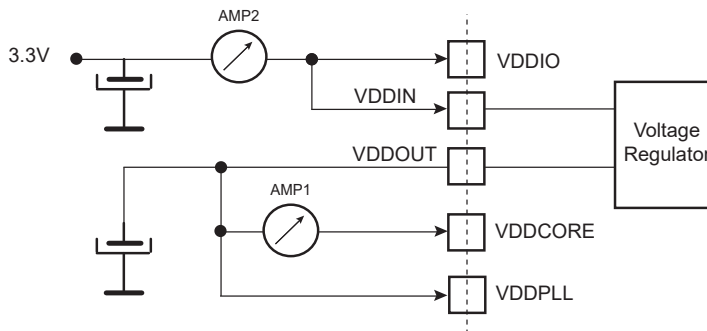 AMP2
3.3V
VDDIO
VDDIN
Voltage
Regulator
VDDOUT
AMP1
VDDCORE
VDDPLL